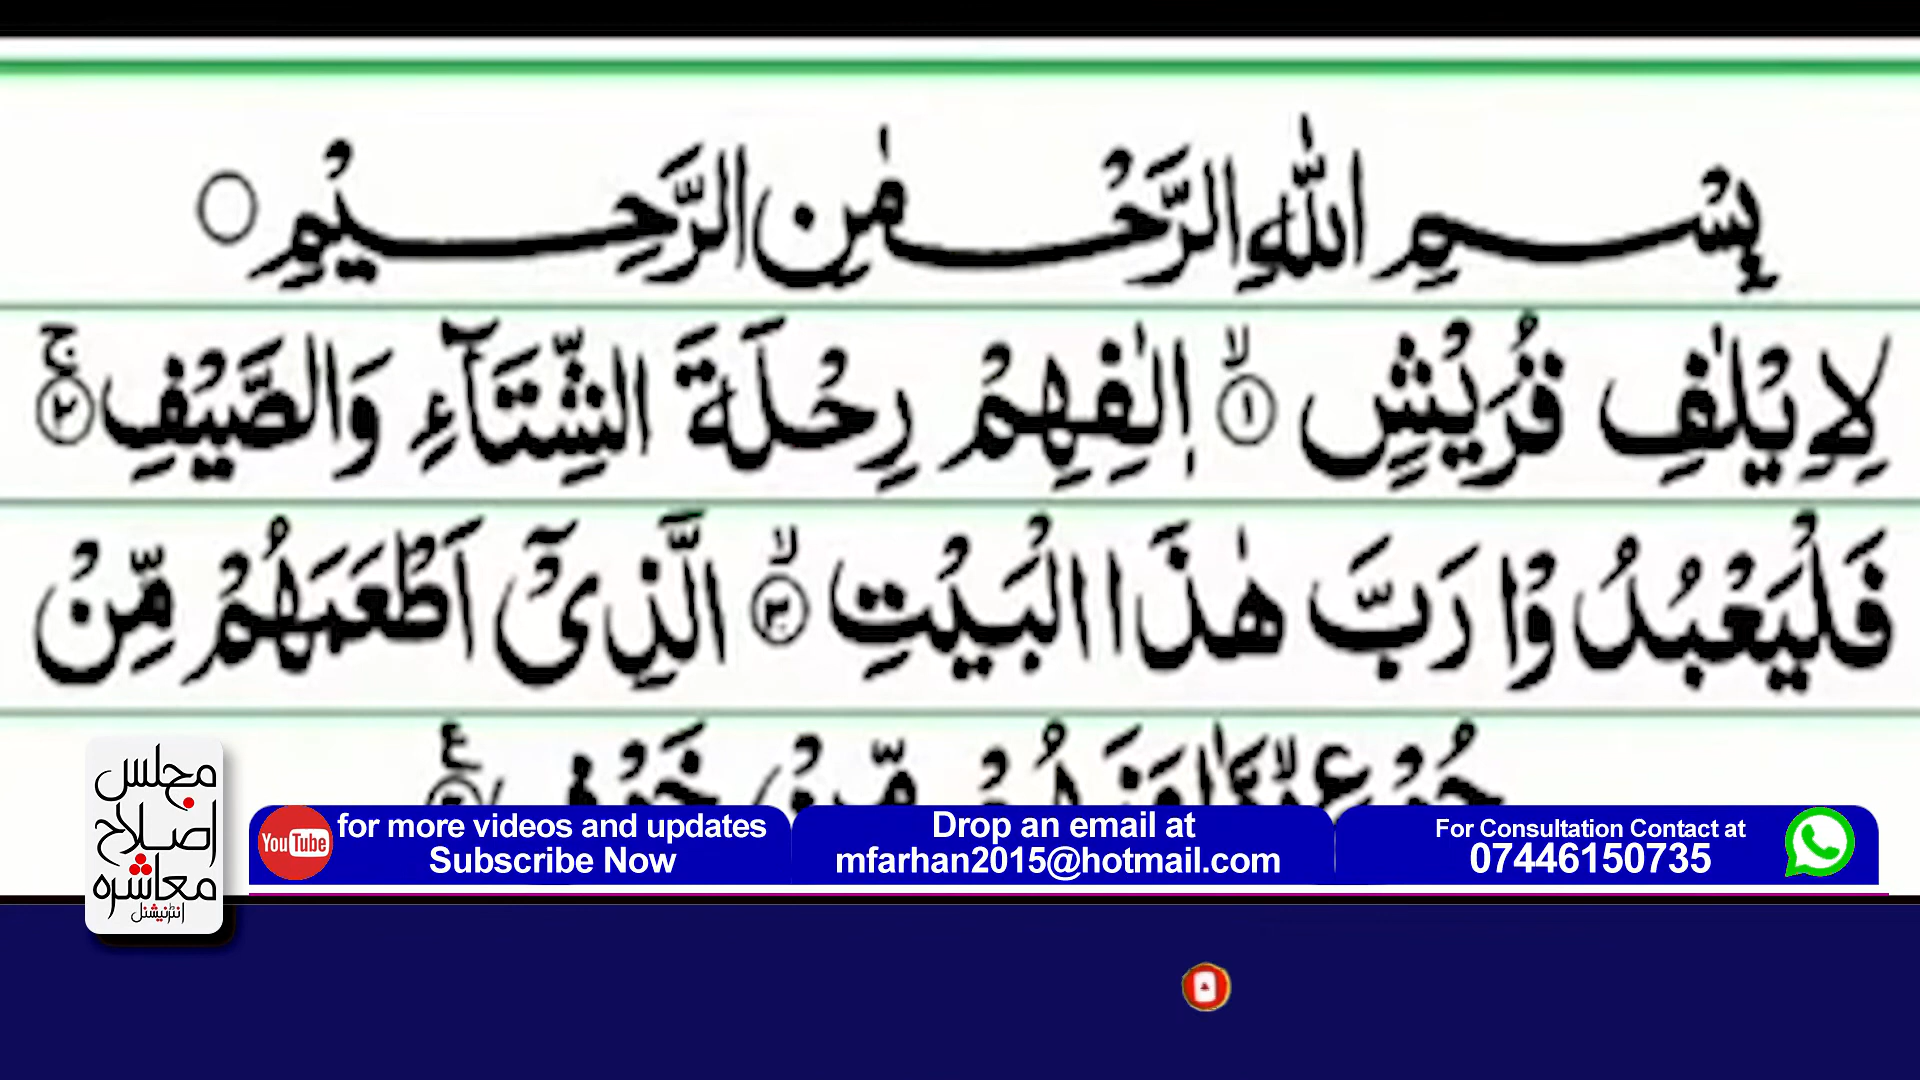 بِسْمِ اللّٰهِ الرَّحْمٰنِ الرَّحِيْمِ
لِاِيْلٰفِ قُرَيْشٍ ۙ﴿۱﴾ اٖلٰفِهِمْ رِحْلَةَ الشِّتَآءِ وَالصَّيْفِ ۚ﴿۲﴾
فَلْيَعْبُدُوْا رَبَّ هٰذَا الْبَيْتِ ۙ﴿۳﴾ الَّذِيْٓ اَطْعَمَهُمْ مِّنْ
مجلس
اصلاح
معاشرہ
انٹرنیشنل
YouTube for more videos and updates
Subscribe Now
Drop an email at
mfarhan2015@hotmail.com
For Consultation Contact at
07446150735